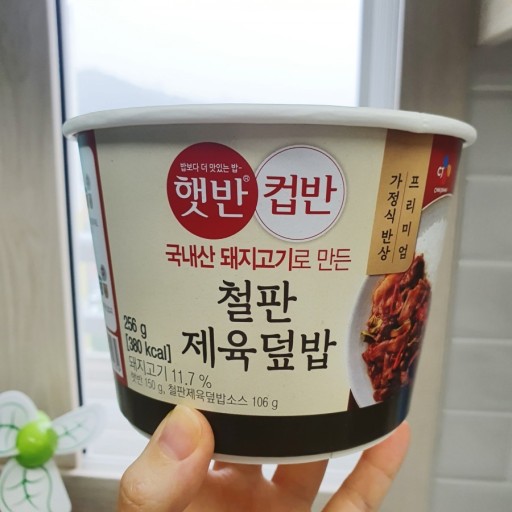 밥보다 더 맛있는 밥~
햇반®
컵반
국내산 돼지고기로 만든
철판
제육덮밥
프리미엄
가정식 반상
CJ
256 g
[380 kcal]
돼지고기 11.7 %
햇반 150 g, 철판제육덮밥소스 106 g